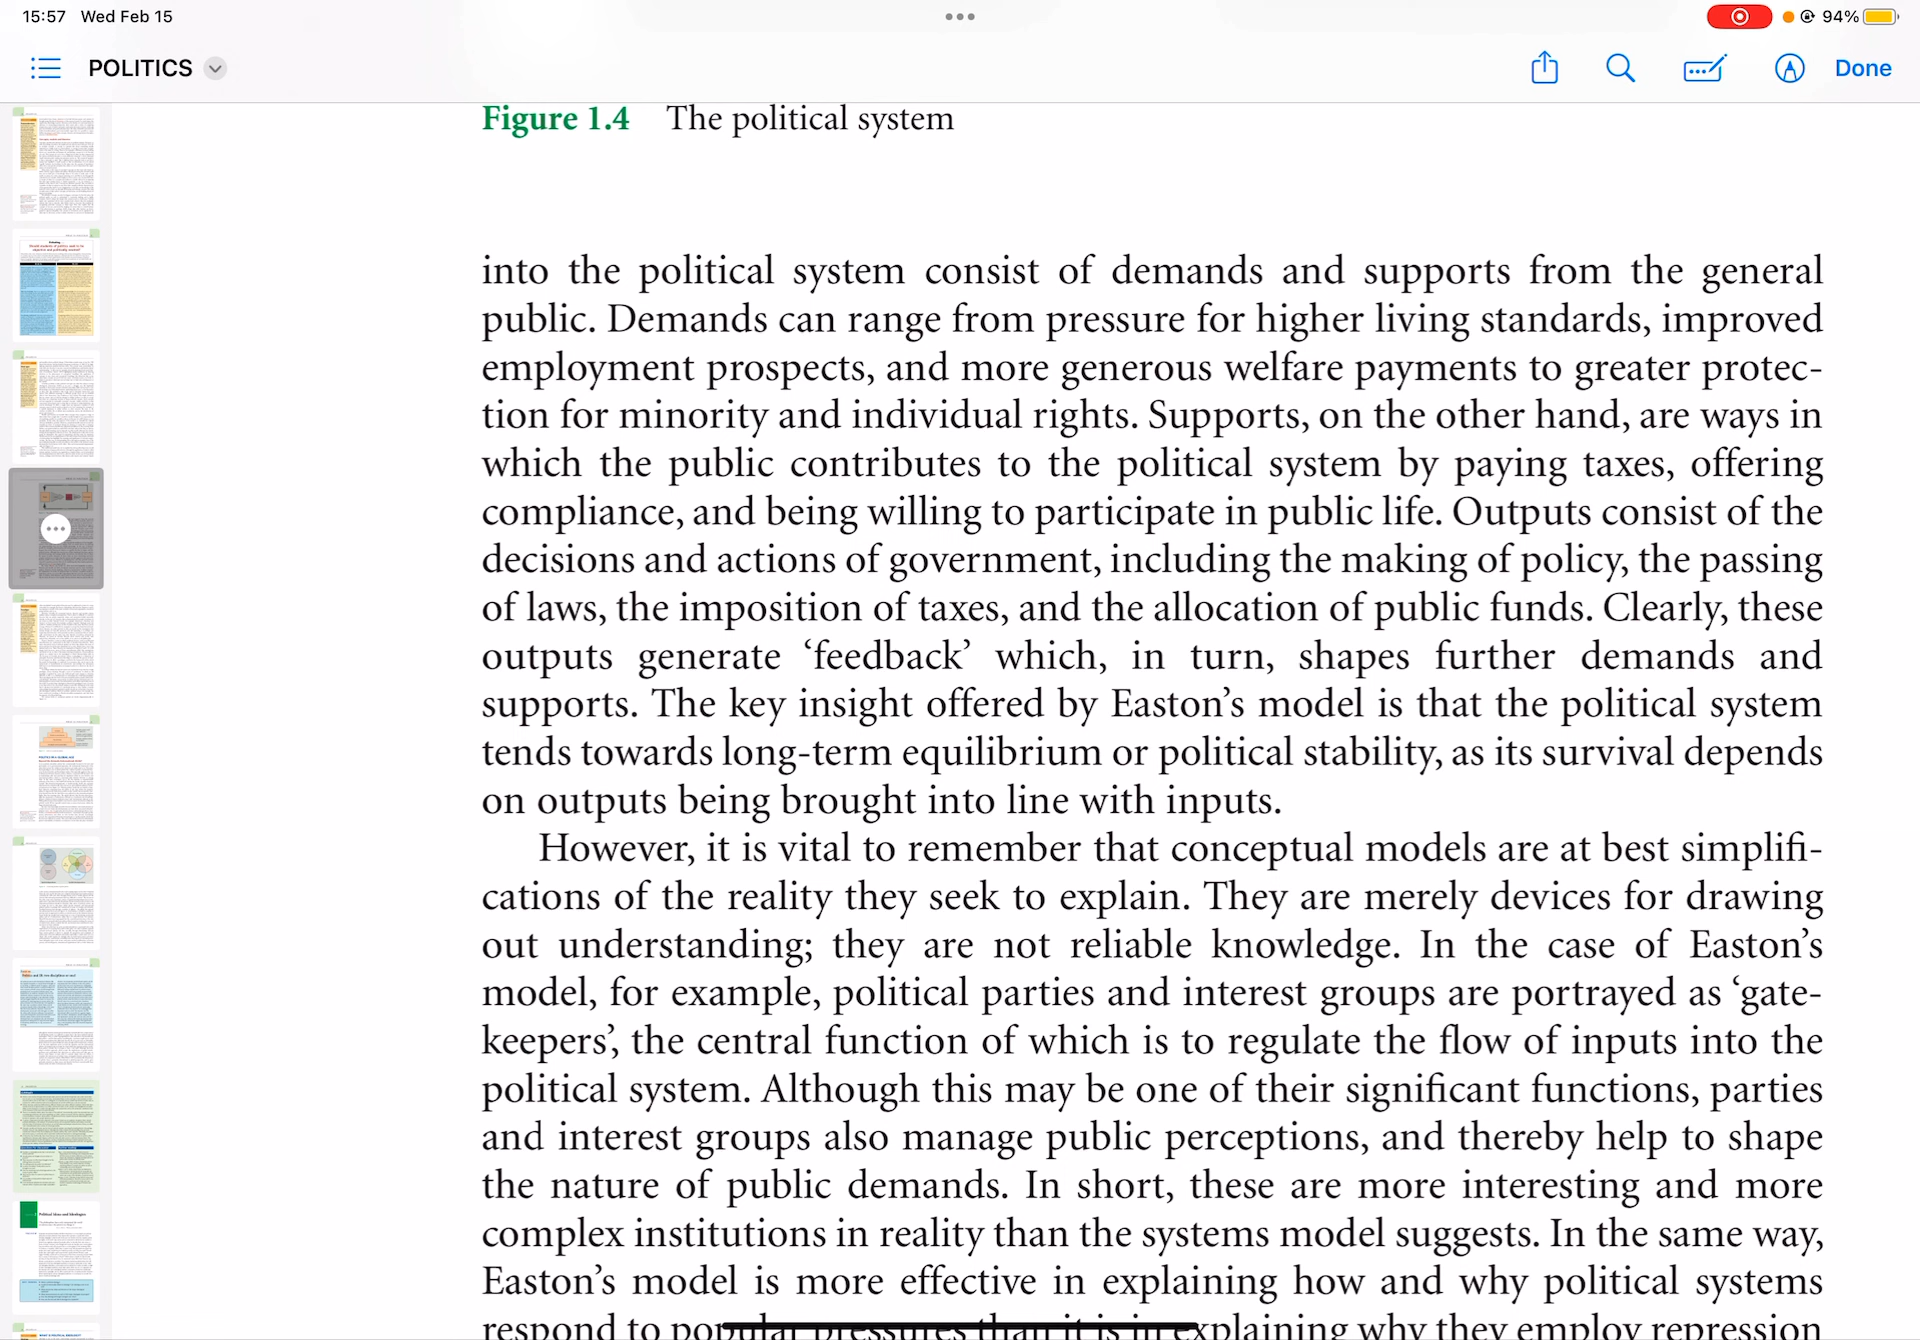 15:57 Wed Feb 15
94%
POLITICS
Done
Figure 1.4 The political system
into the political system consist of demands and supports from the general
public. Demands can range from pressure for higher living standards, improved
employment prospects, and more generous welfare payments to greater protec-
tion for minority and individual rights. Supports, on the other hand, are ways in
which the public contributes to the political system by paying taxes, offering
compliance, and being willing to participate in public life. Outputs consist of the
decisions and actions of government, including the making of policy, the passing
of laws, the imposition of taxes, and the allocation of public funds. Clearly, these
outputs generate ‘feedback’ which, in turn, shapes further demands and
supports. The key insight offered by Easton’s model is that the political system
tends towards long-term equilibrium or political stability, as its survival depends
on outputs being brought into line with inputs.
However, it is vital to remember that conceptual models are at best simplifi-
cations of the reality they seek to explain. They are merely devices for drawing
out understanding; they are not reliable knowledge. In the case of Easton’s
model, for example, political parties and interest groups are portrayed as ‘gate-
keepers’, the central function of which is to regulate the flow of inputs into the
political system. Although this may be one of their significant functions, parties
and interest groups also manage public perceptions, and thereby help to shape
the nature of public demands. In short, these are more interesting and more
complex institutions in reality than the systems model suggests. In the same way,
Easton’s model is more effective in explaining how and why political systems
respond to popular pressures than it is in explaining why they employ repression